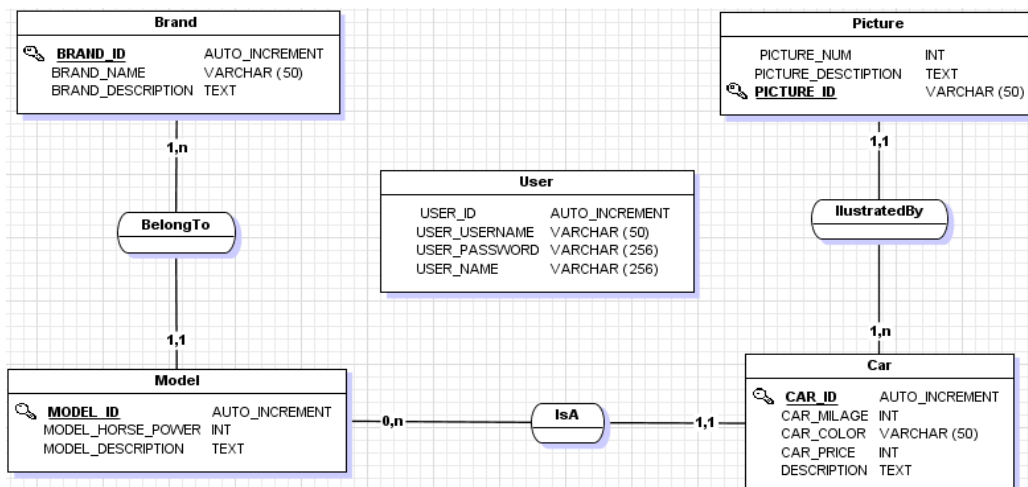 Brand
BRAND_ID AUTO_INCREMENT
BRAND_NAME VARCHAR (50)
BRAND_DESCRIPTION TEXT
Picture
PICTURE_NUM INT
PICTURE_DESCTIPTION TEXT
PICTURE_ID VARCHAR (50)
1,n
1,1
User
USER_ID AUTO_INCREMENT
USER_USERNAME VARCHAR (50)
USER_PASSWORD VARCHAR (256)
USER_NAME VARCHAR (256)
BelongTo
IlustratedBy
1,1
1,n
Model
MODEL_ID AUTO_INCREMENT
MODEL_HORSE_POWER INT
MODEL_DESCRIPTION TEXT
0,n
IsA
1,1
Car
CAR_ID AUTO_INCREMENT
CAR_MILAGE INT
CAR_COLOR VARCHAR (50)
CAR_PRICE INT
DESCRIPTION TEXT